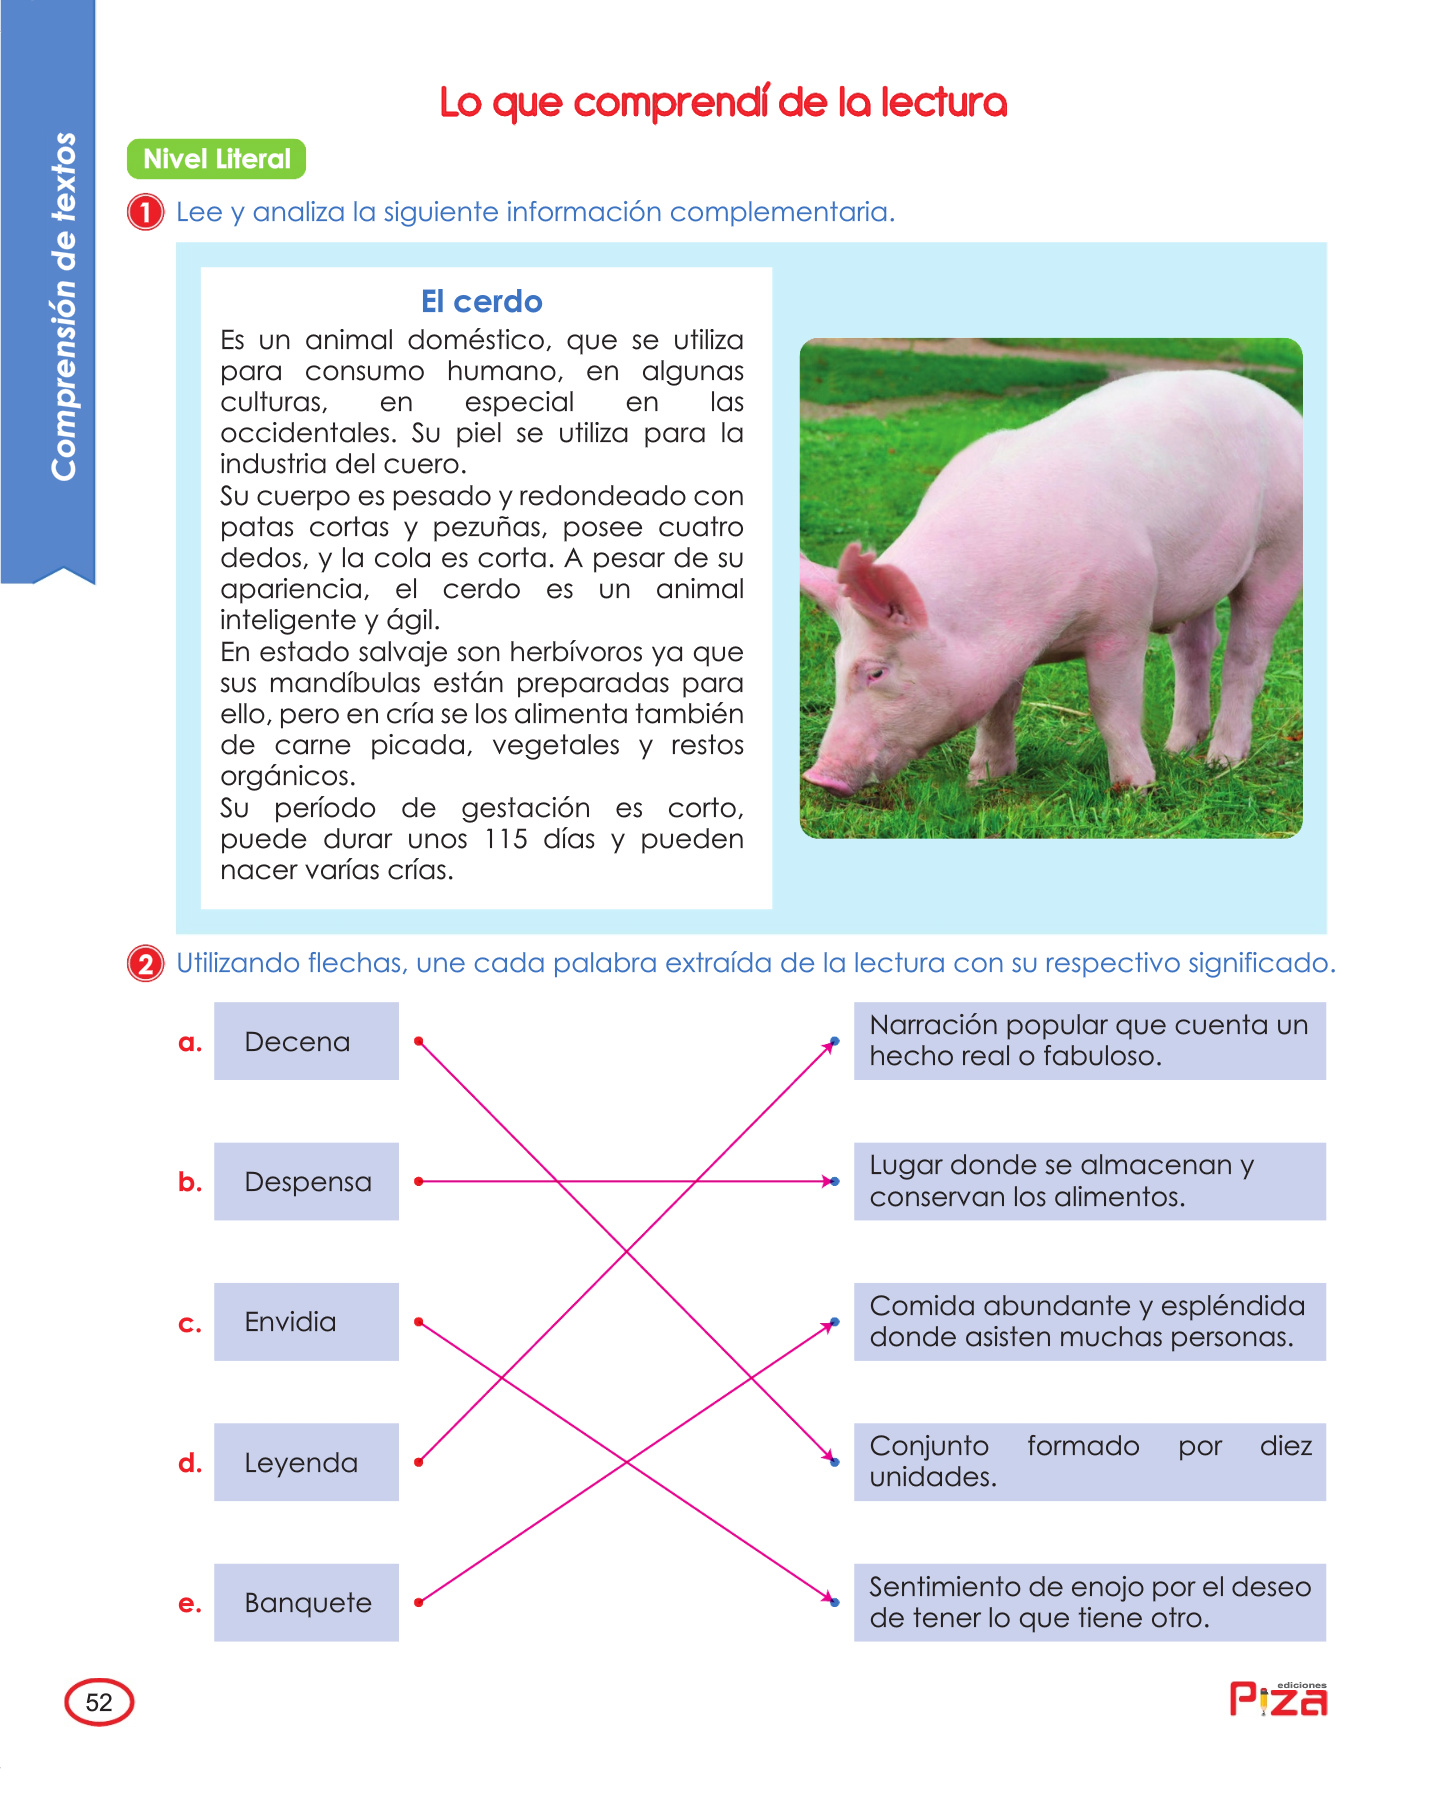 Comprensión de textos
Lo que comprendí de la lectura
Nivel Literal
1 Lee y analiza la siguiente información complementaria.
El cerdo
Es un animal doméstico, que se utiliza
para consumo humano, en algunas
culturas, en especial en las
occidentales. Su piel se utiliza para la
industria del cuero.
Su cuerpo es pesado y redondeado con
patas cortas y pezuñas, posee cuatro
dedos, y la cola es corta. A pesar de su
apariencia, el cerdo es un animal
inteligente y ágil.
En estado salvaje son herbívoros ya que
sus mandíbulas están preparadas para
ello, pero en cría se los alimenta también
de carne picada, vegetales y restos
orgánicos.
Su período de gestación es corto,
puede durar unos 115 días y pueden
nacer varías crías.
2 Utilizando flechas, une cada palabra extraída de la lectura con su respectivo significado.
a. Decena
Narración popular que cuenta un
hecho real o fabuloso.
b. Despensa
Lugar donde se almacenan y
conservan los alimentos.
c. Envidia
Comida abundante y espléndida
donde asisten muchas personas.
d. Leyenda
Conjunto formado por diez
unidades.
e. Banquete
Sentimiento de enojo por el deseo
de tener lo que tiene otro.
52
ediciones
Piza